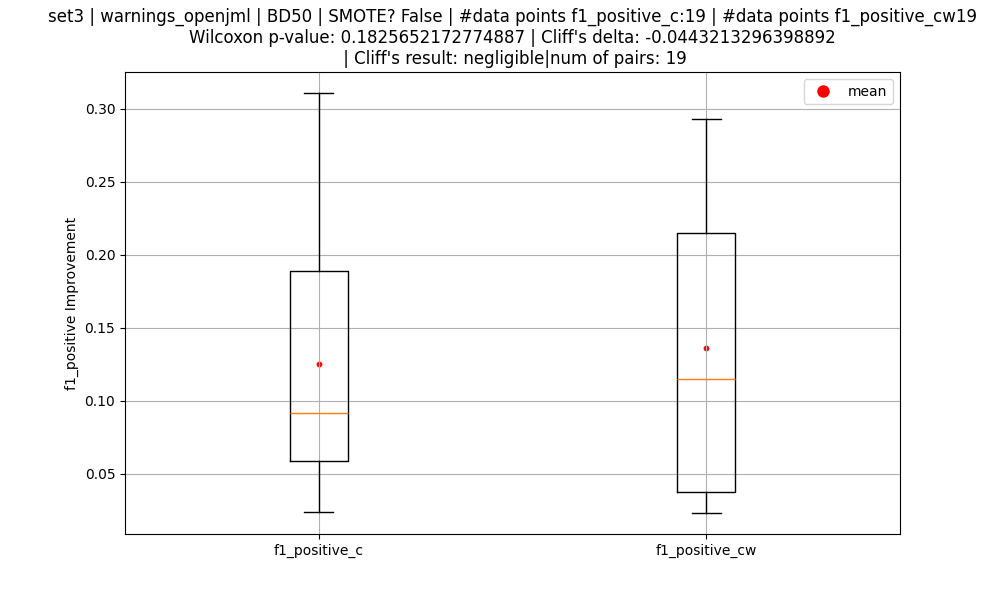 set3 | warnings_openjml | BD50 | SMOTE? False | #data points f1_positive_c:19 | #data points f1_positive_cw19
Wilcoxon p-value: 0.1825652172774887 | Cliff's delta: -0.0443213296398892
| Cliff's result: negligible|num of pairs: 19
mean
0.30
0.25
0.20
0.15
0.10
0.05
f1_positive Improvement
f1_positive_c
f1_positive_cw